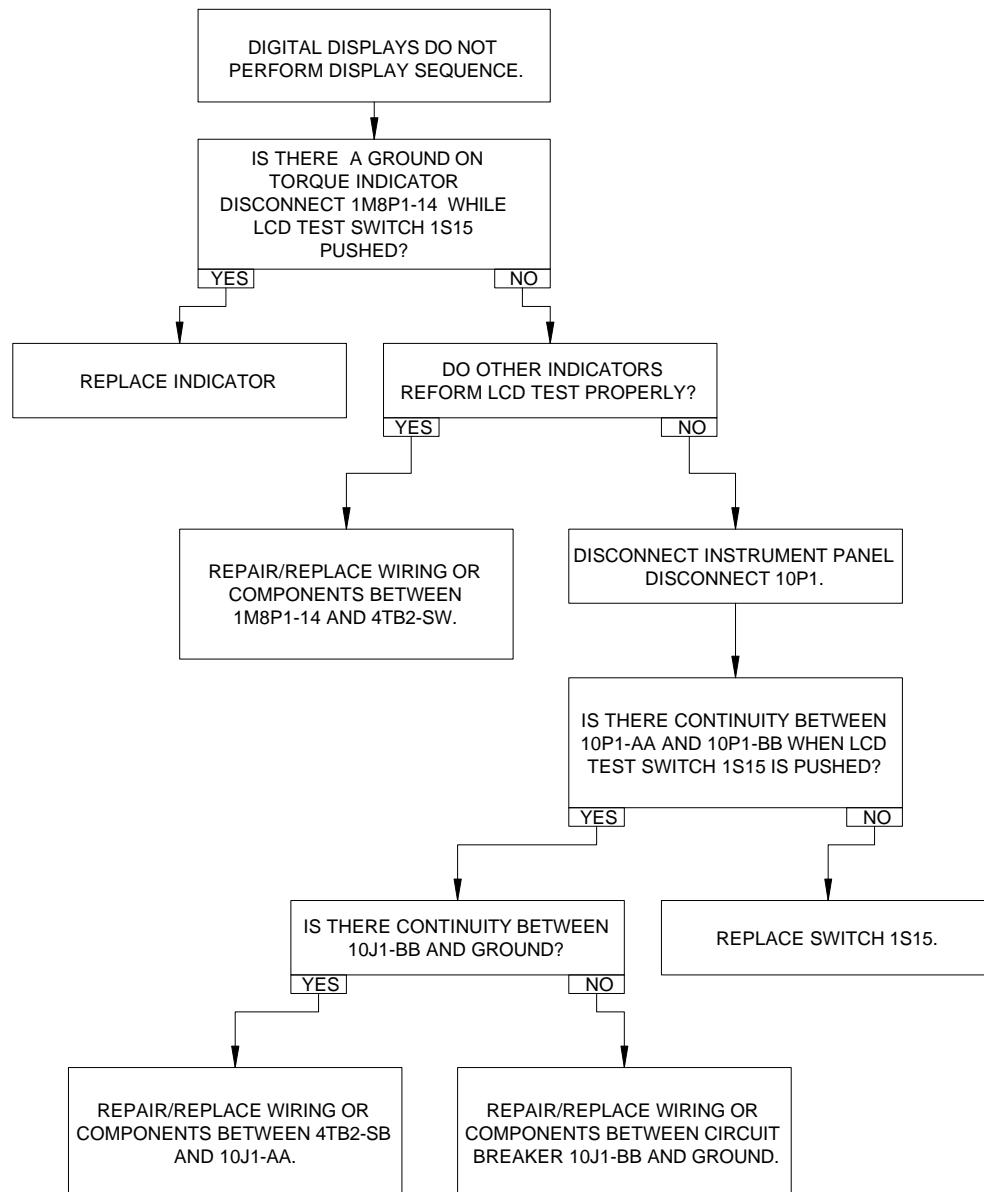 DIGITAL DISPLAYS DO NOT
PERFORM DISPLAY SEQUENCE.
IS THERE A GROUND ON
TORQUE INDICATOR
DISCONNECT 1M8P1-14 WHILE
LCD TEST SWITCH 1S15
PUSHED?
YES
NO
REPLACE INDICATOR
DO OTHER INDICATORS
REFORM LCD TEST PROPERLY?
YES
NO
REPAIR/REPLACE WIRING OR
COMPONENTS BETWEEN
1M8P1-14 AND 4TB2-SW.
DISCONNECT INSTRUMENT PANEL
DISCONNECT 10P1.
IS THERE CONTINUITY BETWEEN
10P1-AA AND 10P1-BB WHEN LCD
TEST SWITCH 1S15 IS PUSHED?
YES
NO
IS THERE CONTINUITY BETWEEN
10J1-BB AND GROUND?
YES
NO
REPLACE SWITCH 1S15.
REPAIR/REPLACE WIRING OR
COMPONENTS BETWEEN 4TB2-SB
AND 10J1-AA.
REPAIR/REPLACE WIRING OR
COMPONENTS BETWEEN CIRCUIT
BREAKER 10J1-BB AND GROUND.